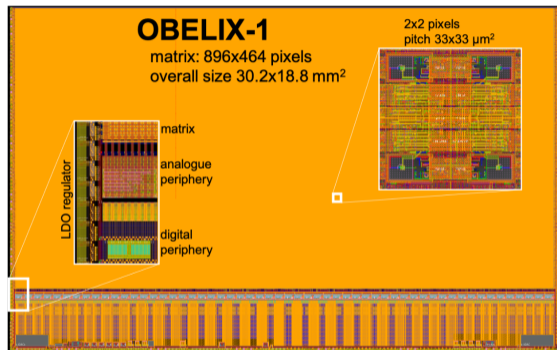 OBELIX-1
matrix: 896x464 pixels
overall size 30.2x18.8 mm²
2x2 pixels
pitch 33x33 µm²
LDO regulator
matrix
analogue
periphery
digital
periphery